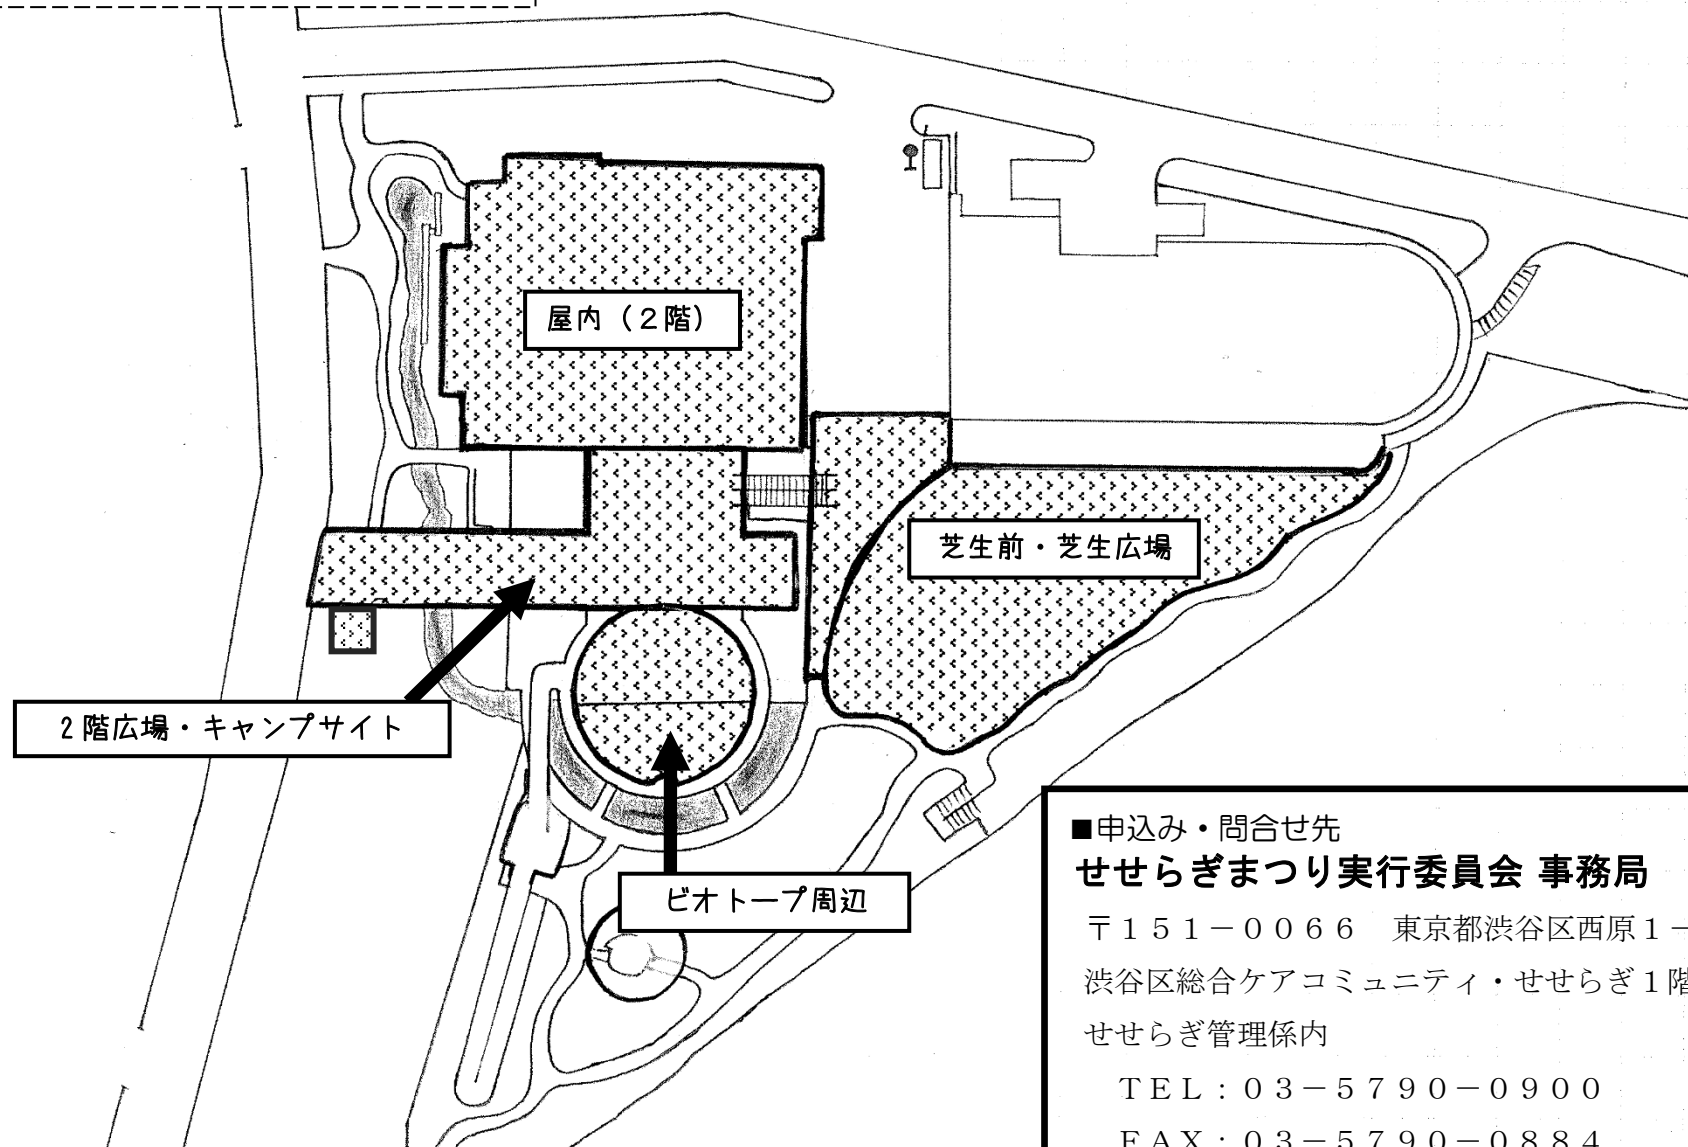 屋内（２階）
芝生前・芝生広場
２階広場・キャンプサイト
ビオトープ周辺
■申込み・問合せ先
せせらぎまつり実行委員会 事務局
〒１５１－００６６　東京都渋谷区西原１－
渋谷区総合ケアコミュニティ・せせらぎ１階
せせらぎ管理係内
ＴＥＬ：０３－５７９０－０９００
ＦＡＸ：０３－５７９０－０８８４